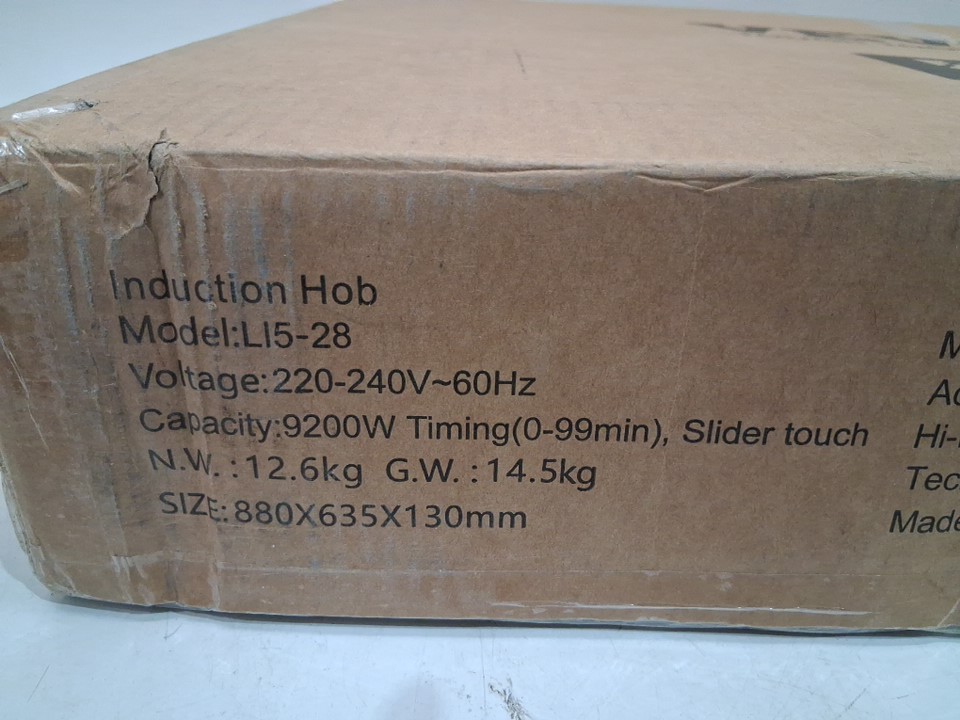 Induction Hob
Model:LI5-28
Voltage:220-240V~60Hz
Capacity:9200W Timing(0-99min), Slider touch
N.W. : 12.6kg G.W. : 14.5kg
SIZE: 880X635X130mm